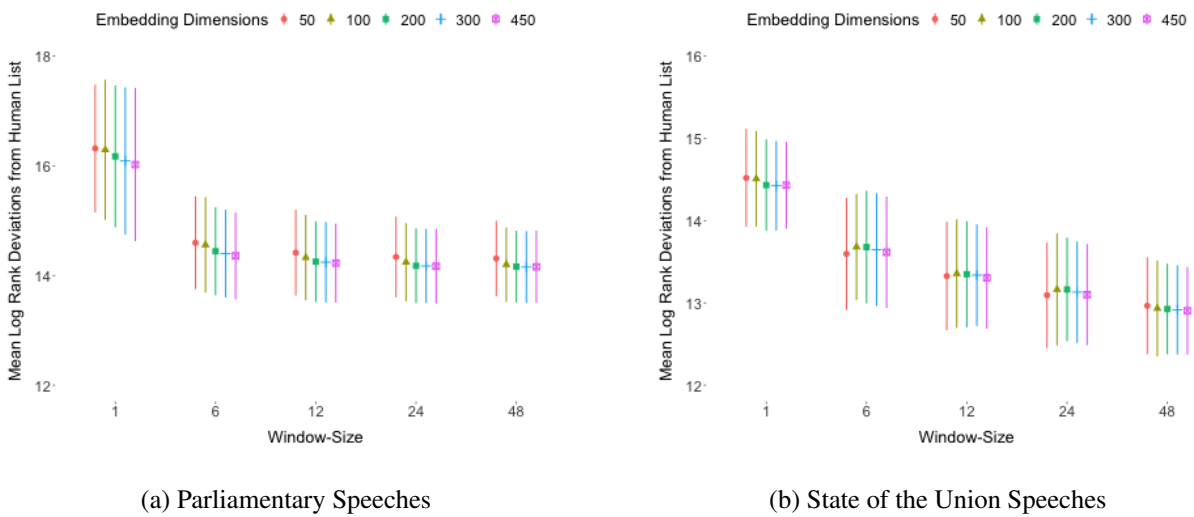 Embedding Dimensions 50 100 200 300 450
Mean Log Rank Deviations from Human List
18
16
14
12
1 6 12 24 48
Window-Size
(a) Parliamentary Speeches
Embedding Dimensions 50 100 200 300 450
Mean Log Rank Deviations from Human List
16
15
14
13
12
1 6 12 24 48
Window-Size
(b) State of the Union Speeches